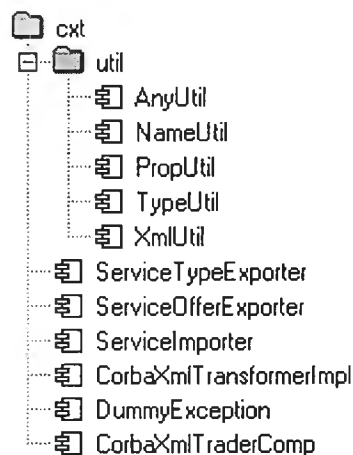 cxt
util
AnyUtil
NameUtil
PropUtil
TypeUtil
XmlUtil
ServiceTypeExporter
ServiceOfferExporter
ServiceImporter
CorbaXmlTransformerImpl
DummyException
CorbaXmlTraderComp